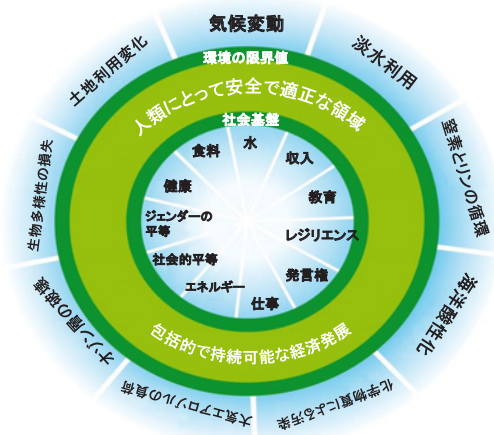 気候変動
淡水利用
窒素とリンの循環
海洋酸性化
化学物質による汚染
大気エアロゾルの負荷
オゾン層の破壊
生物多様性の損失
土地利用変化
環境の限界値
人類にとって安全で適正な領域
社会基盤
水
収入
教育
レジリエンス
発言権
仕事
エネルギー
社会的平等
ジェンダーの
平等
健康
食料
包括的で持続可能な経済発展